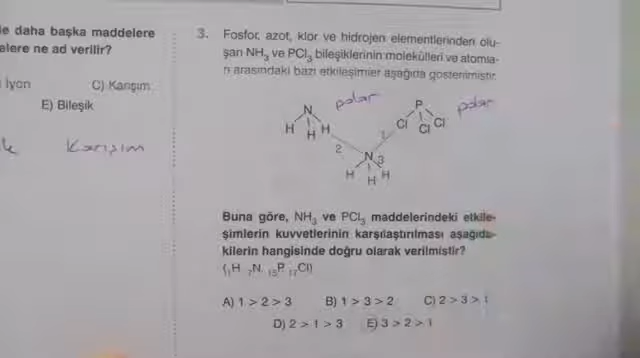 e daha başka maddelere
alere ne ad verilir?
İyon
C) Karışım
E) Bileşik
Karışım
3. Fosfor, azot, klor ve hidrojen elementlerinden olu-
şan NH₃ ve PCl₃ bileşiklerinin molekülleri ve atomla-
rı arasındaki bazı etkileşimler aşağıda gösterilmiştir.
polar
polar
N
P
H H H
Cl Cl Cl
2
1
N 3
H H H
Buna göre, NH₃ ve PCl₃ maddelerindeki etkile-
şimlerin kuvvetlerinin karşılaştırılması aşağıda-
kilerin hangisinde doğru olarak verilmiştir?
(₁H ₇N ₁₅P ₁₇Cl)
A) 1 > 2 > 3 B) 1 > 3 > 2 C) 2 > 3 > 1
D) 2 > 1 > 3 E) 3 > 2 > 1